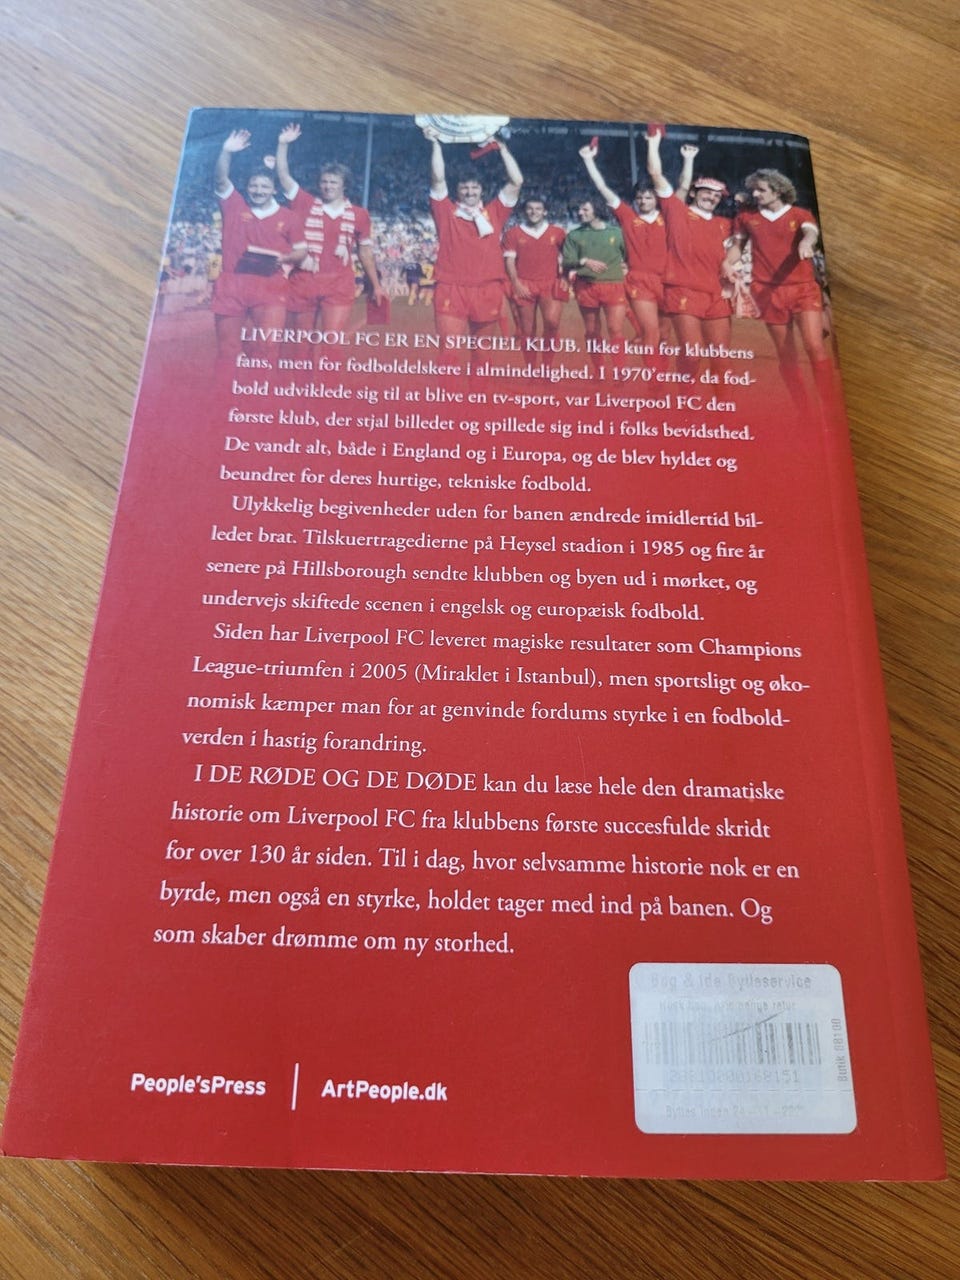 LIVERPOOL FC ER EN SPECIEL KLUB. Ikke kun for klubbens
fans, men for fodboldelskere i almindelighed. I 1970'erne, da fod-
bold udviklede sig til at blive en tv-sport, var Liverpool FC den
første klub, der stjal billedet og spillede sig ind i folks bevidsthed.
De vandt alt, både i England og i Europa, og de blev hyldet og
beundret for deres hurtige, tekniske fodbold.
Ulykkelig begivenheder uden for banen ændrede imidlertid bil-
ledet brat. Tilskuertragedierne på Heysel stadion i 1985 og fire år
senere på Hillsborough sendte klubben og byen ud i mørket, og
undervejs skiftede scenen i engelsk og europæisk fodbold.
Siden har Liverpool FC leveret magiske resultater som Champions
League-triumfen i 2005 (Miraklet i Istanbul), men sportsligt og øko-
nomisk kæmper man for at genvinde fordums styrke i en fodbold-
verden i hastig forandring.
I DE RØDE OG DE DØDE kan du læse hele den dramatiske
historie om Liverpool FC fra klubbens første succesfulde skridt
for over 130 år siden. Til i dag, hvor selvsamme historie nok er en
byrde, men også en styrke, holdet tager med ind på banen. Og
som skaber drømme om ny storhed.
People'sPress | ArtPeople.dk
Bog & ide Bytteservice
Butik 08100